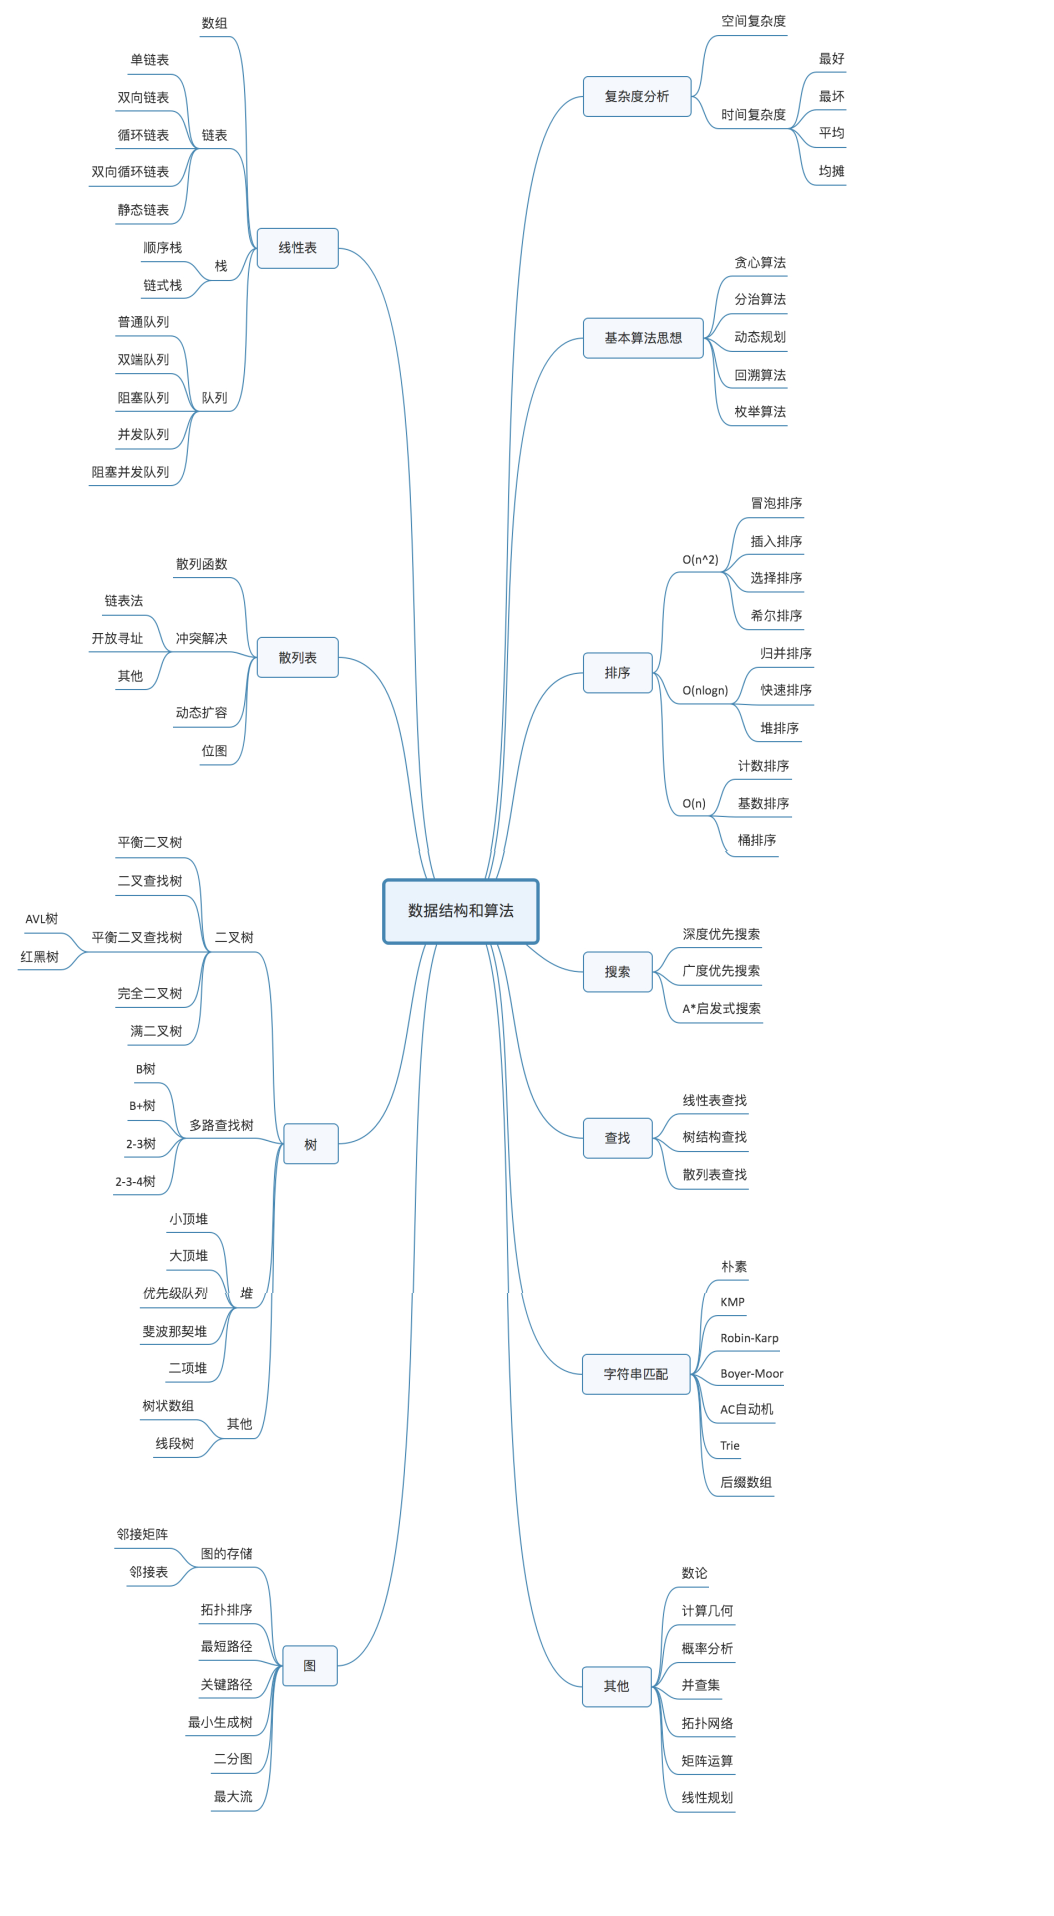 数据结构和算法
线性表
数组
链表
单链表
双向链表
循环链表
双向循环链表
静态链表
栈
顺序栈
链式栈
队列
普通队列
双端队列
阻塞队列
并发队列
阻塞并发队列
散列表
散列函数
冲突解决
链表法
开放寻址
其他
动态扩容
位图
树
二叉树
平衡二叉树
二叉查找树
平衡二叉查找树
AVL树
红黑树
完全二叉树
满二叉树
多路查找树
B树
B+树
2-3树
2-3-4树
堆
小顶堆
大顶堆
优先级队列
斐波那契堆
二项堆
其他
树状数组
线段树
图
图的存储
邻接矩阵
邻接表
拓扑排序
最短路径
关键路径
最小生成树
二分图
最大流
复杂度分析
空间复杂度
时间复杂度
最好
最坏
平均
均摊
基本算法思想
贪心算法
分治算法
动态规划
回溯算法
枚举算法
排序
O(n^2)
冒泡排序
插入排序
选择排序
希尔排序
O(nlogn)
归并排序
快速排序
堆排序
O(n)
计数排序
基数排序
桶排序
搜索
深度优先搜索
广度优先搜索
A*启发式搜索
查找
线性表查找
树结构查找
散列表查找
字符串匹配
朴素
KMP
Robin-Karp
Boyer-Moor
AC自动机
Trie
后缀数组
其他
数论
计算几何
概率分析
并查集
拓扑网络
矩阵运算
线性规划